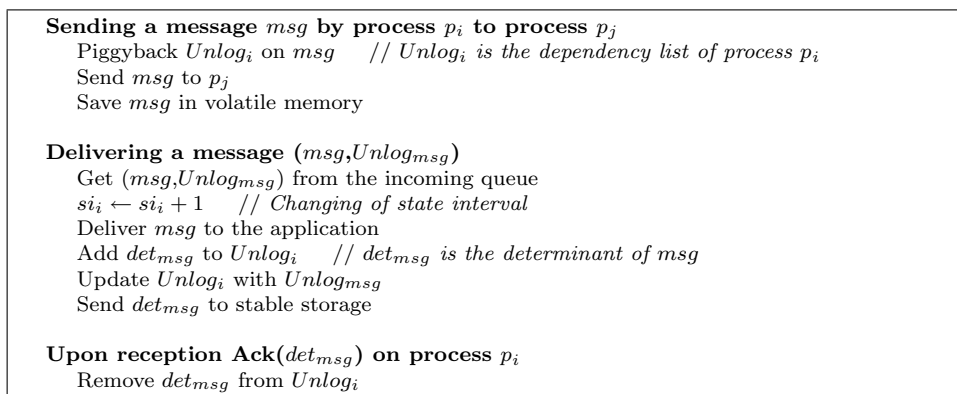 Sending a message msg by process p_i to process p_j
Piggyback Unlog_i on msg // Unlog_i is the dependency list of process p_i
Send msg to p_j
Save msg in volatile memory
Delivering a message (msg,Unlog_msg)
Get (msg,Unlog_msg) from the incoming queue
si_i ← si_i + 1 // Changing of state interval
Deliver msg to the application
Add det_msg to Unlog_i // det_msg is the determinant of msg
Update Unlog_i with Unlog_msg
Send det_msg to stable storage
Upon reception Ack(det_msg) on process p_i
Remove det_msg from Unlog_i